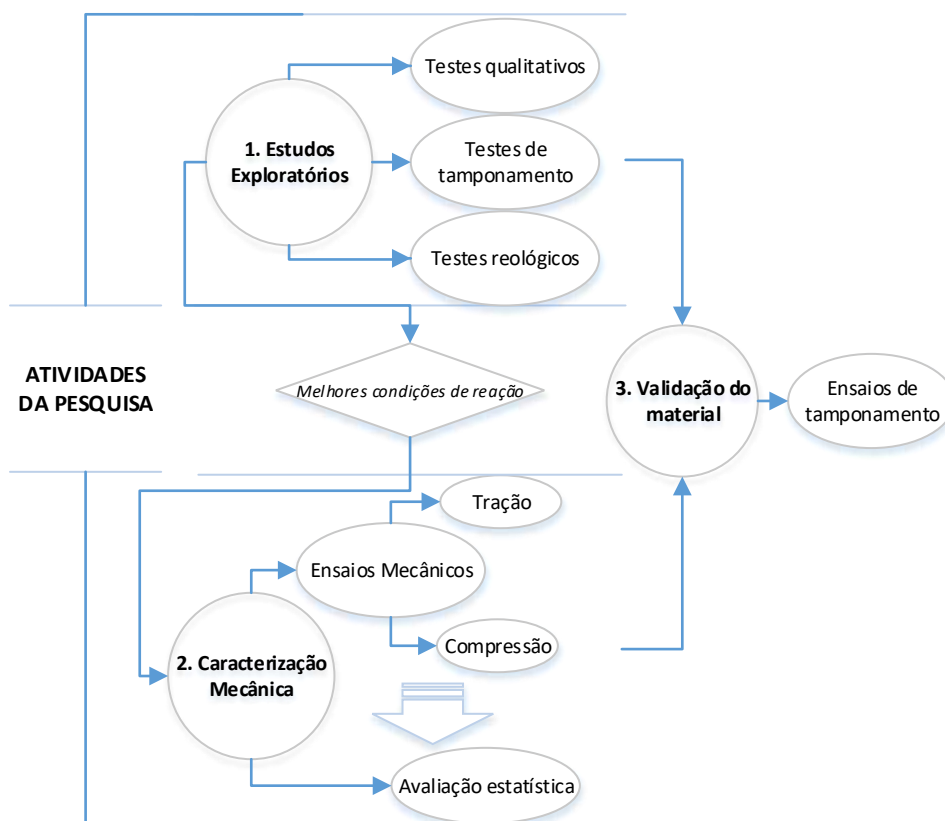 Testes qualitativos
1. Estudos
Exploratórios
Testes de
tamponamento
Testes reológicos
ATIVIDADES
DA PESQUISA
Melhores condições de reação
3. Validação do
material
Ensaios de
tamponamento
Tração
Ensaios Mecânicos
Compressão
2. Caracterização
Mecânica
Avaliação estatística